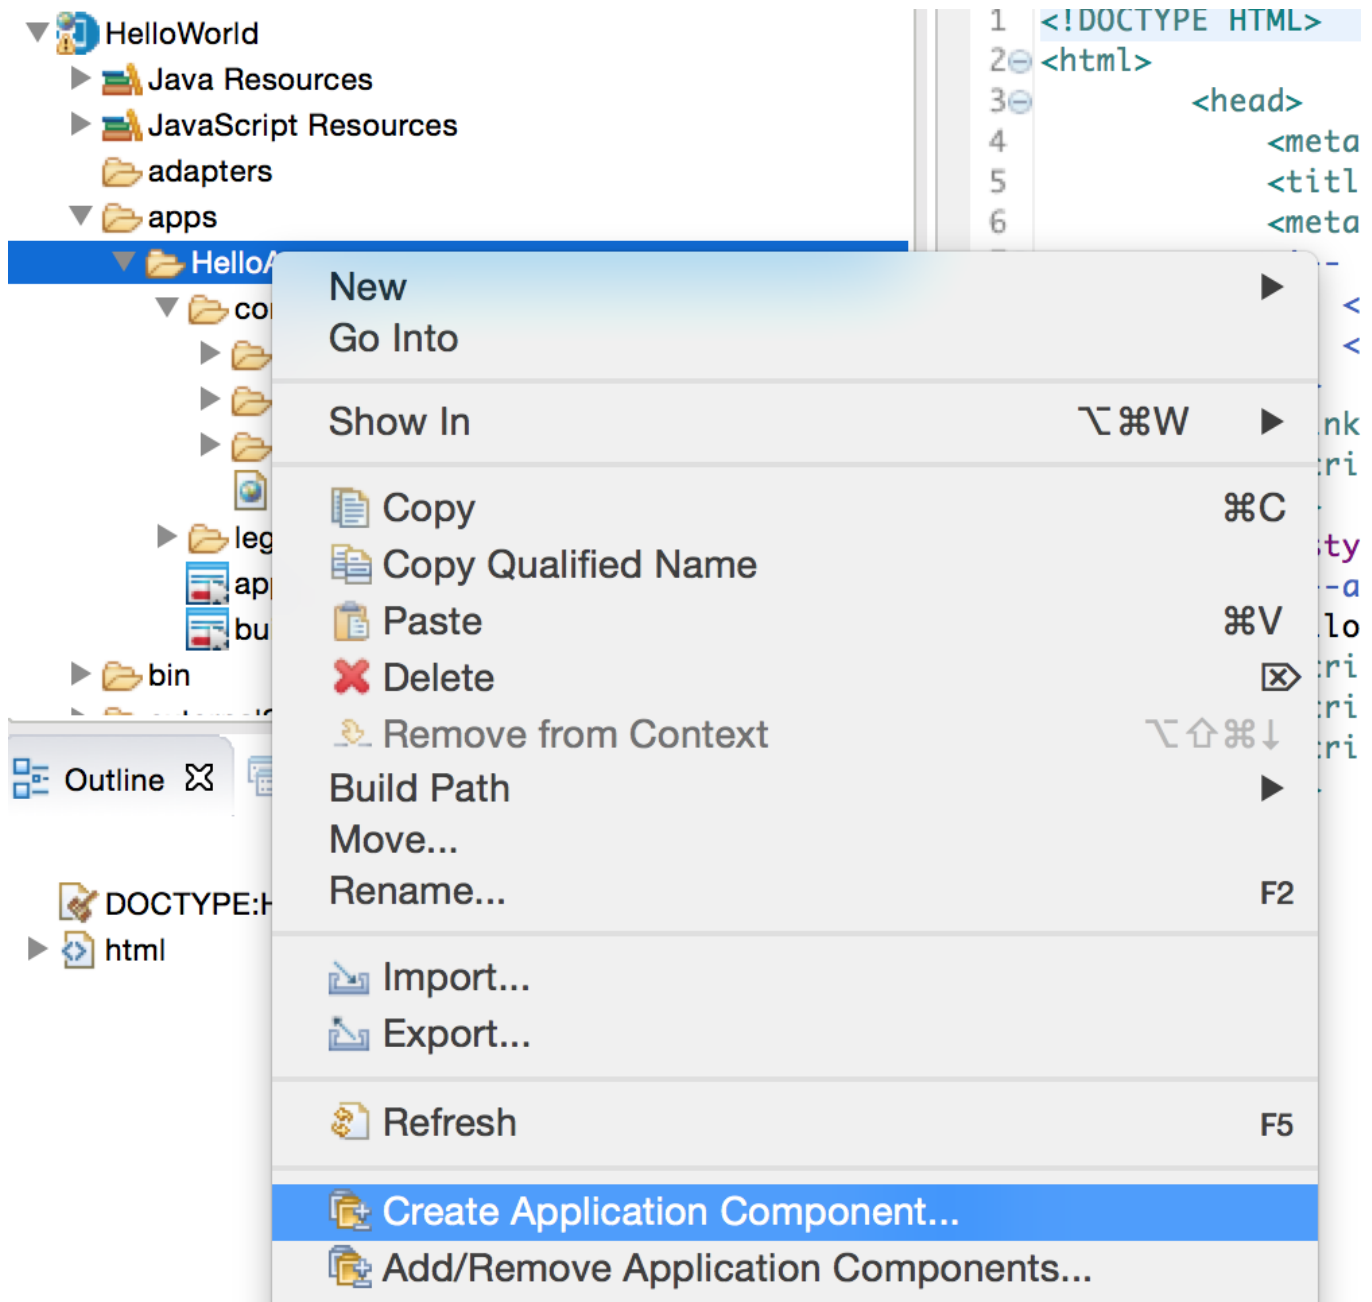 HelloWorld
Java Resources
JavaScript Resources
adapters
apps
HelloA
leg
bin
Outline
DOCTYPE:H
html
1 <!DOCTYPE HTML>
2 <html>
3 <head>
4 <meta
5 <titl
6 <meta
New
Go Into
Show In ⌥⌘W
Copy ⌘C
Copy Qualified Name
Paste ⌘V
Delete ⌦
Remove from Context ⌥⇧⌘↓
Build Path
Move...
Rename... F2
Import...
Export...
Refresh F5
Create Application Component...
Add/Remove Application Components...